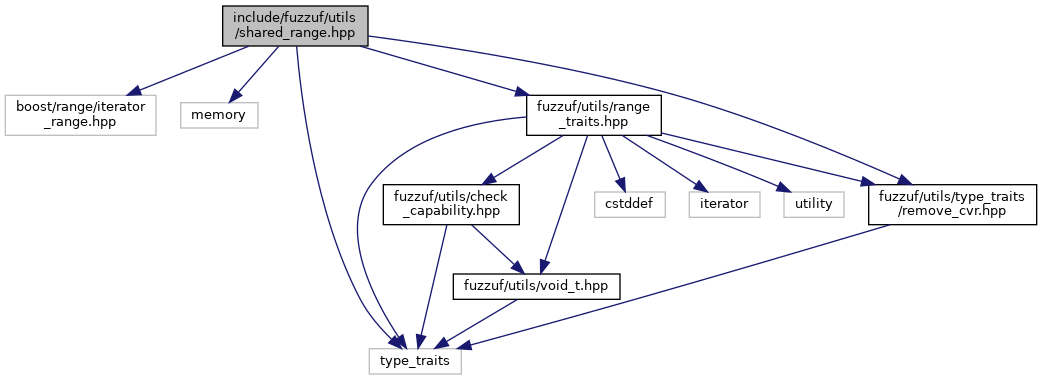 include/fuzzuf/utils
/shared_range.hpp
boost/range/iterator
_range.hpp
memory
fuzzuf/utils/range
_traits.hpp
fuzzuf/utils/check
_capability.hpp
cstddef
iterator
utility
fuzzuf/utils/type_traits
/remove_cvr.hpp
fuzzuf/utils/void_t.hpp
type_traits